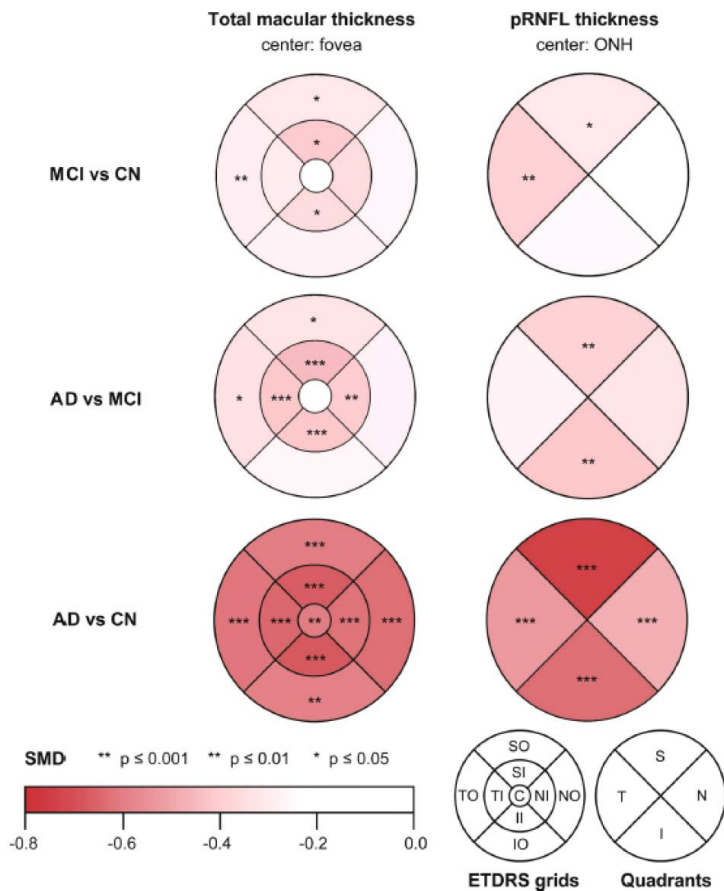 Total macular thickness
center: fovea
pRNFL thickness
center: ONH
MCI vs CN
*
*
**
*
*
**
AD vs MCI
*
***
*
***
**
***
**
**
AD vs CN
***
***
***
***
**
***
***
***
**
***
***
***
***
SMD
** p ≤ 0.001
** p ≤ 0.01
* p ≤ 0.05
-0.8
-0.6
-0.4
-0.2
0.0
SO
SI
TO
TI
C
NI
NO
II
IO
ETDRS grids
S
T
N
I
Quadrants